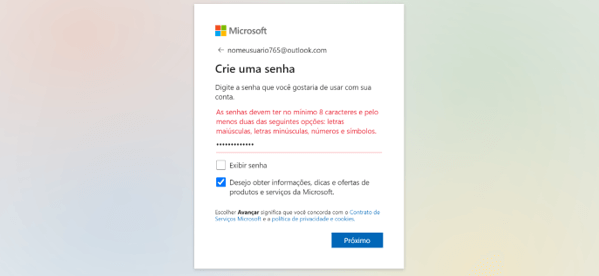 Microsoft
← nomeusuario765@outlook.com
Crie uma senha
Digite a senha que você gostaria de usar com sua
conta.
As senhas devem ter no mínimo 8 caracteres e pelo
menos duas das seguintes opções: letras
maiúsculas, letras minúsculas, números e símbolos.
•••••••••••••
Exibir senha
Desejo obter informações, dicas e ofertas de
produtos e serviços da Microsoft.
Escolher Avançar significa que você concorda com o Contrato da
Serviços Microsoft e a política de privacidade e cookies.
Próximo